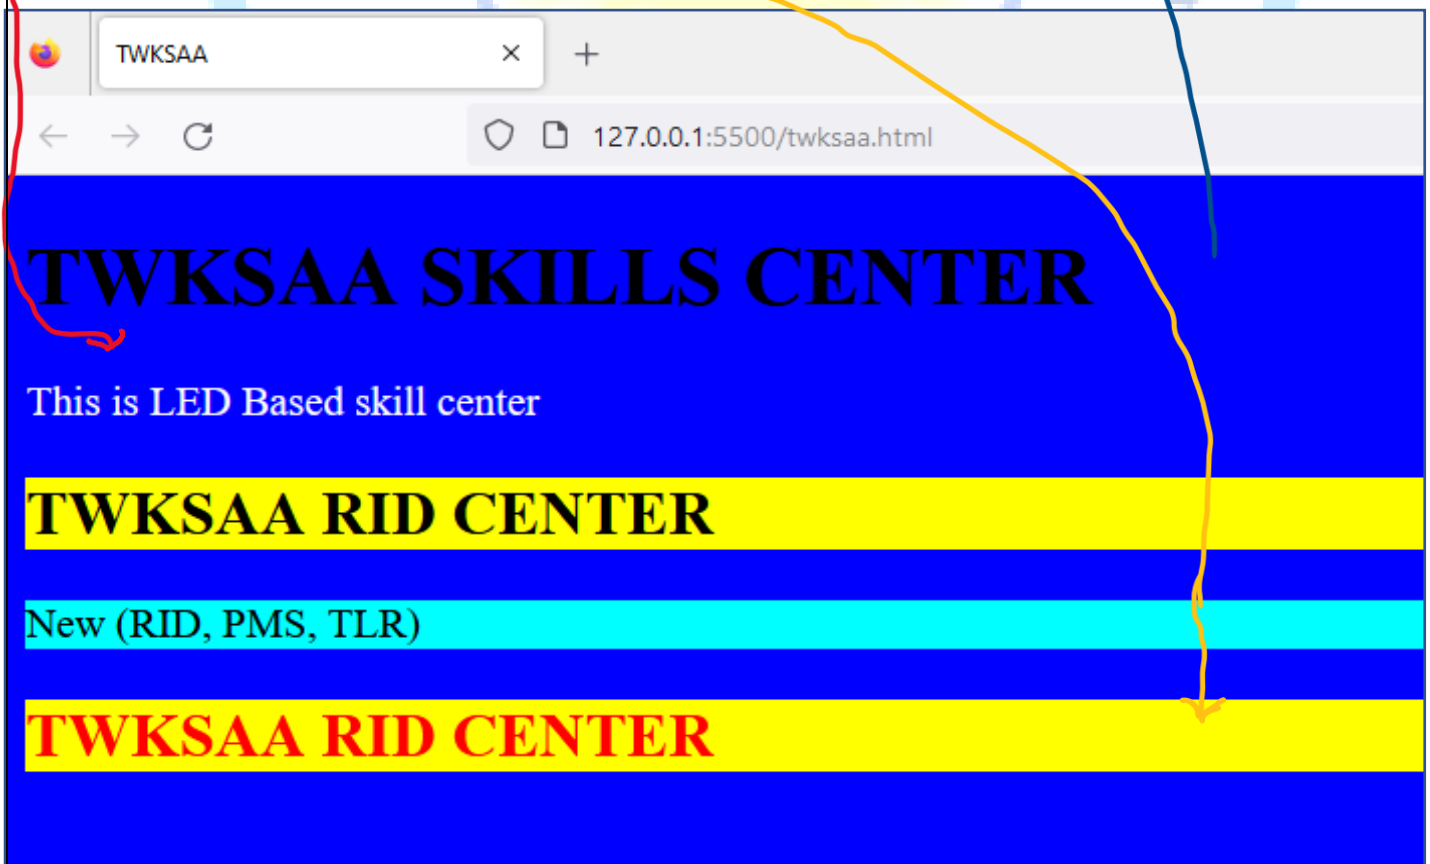 TWKSAA
127.0.0.1:5500/twksaa.html
TWKSAA SKILLS CENTER
This is LED Based skill center
TWKSAA RID CENTER
New (RID, PMS, TLR)
TWKSAA RID CENTER